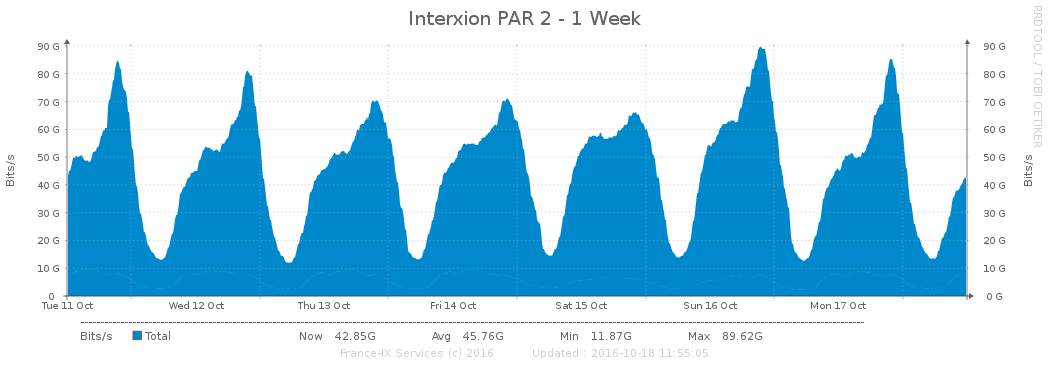 Interxion PAR 2 - 1 Week
RRDTOOL / TOBI OETIKER
Bits/s
90 G 90 G
80 G 80 G
70 G 70 G
60 G 60 G
50 G 50 G
40 G 40 G
30 G 30 G
20 G 20 G
10 G 10 G
0 0 G
Bits/s
Tue 11 Oct Wed 12 Oct Thu 13 Oct Fri 14 Oct Sat 15 Oct Sun 16 Oct Mon 17 Oct
Bits/s Total Now 42.85G Avg 45.76G Min 11.87G Max 89.62G
France-IX Services (c) 2016 Updated : 2016-10-18 11:55:05